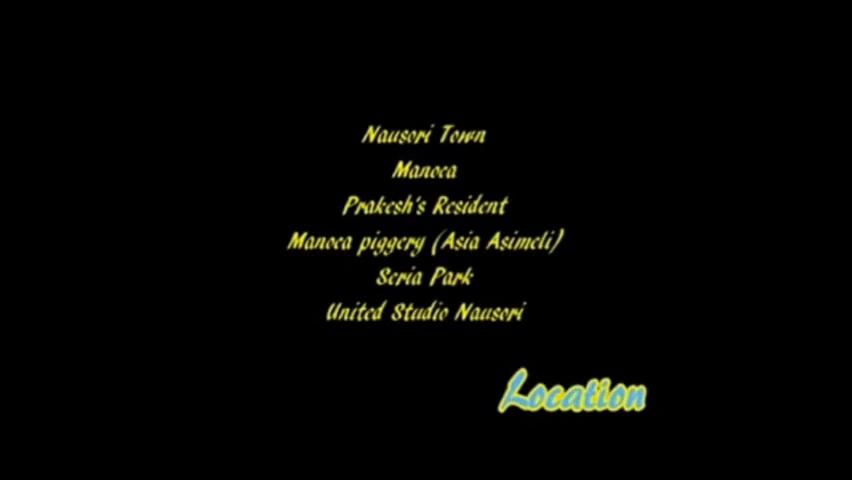 Nausori Town
Manoca
Prakesh's Resident
Manoca piggery (Asia Asimeli)
Seria Park
United Studio Nausori
Location